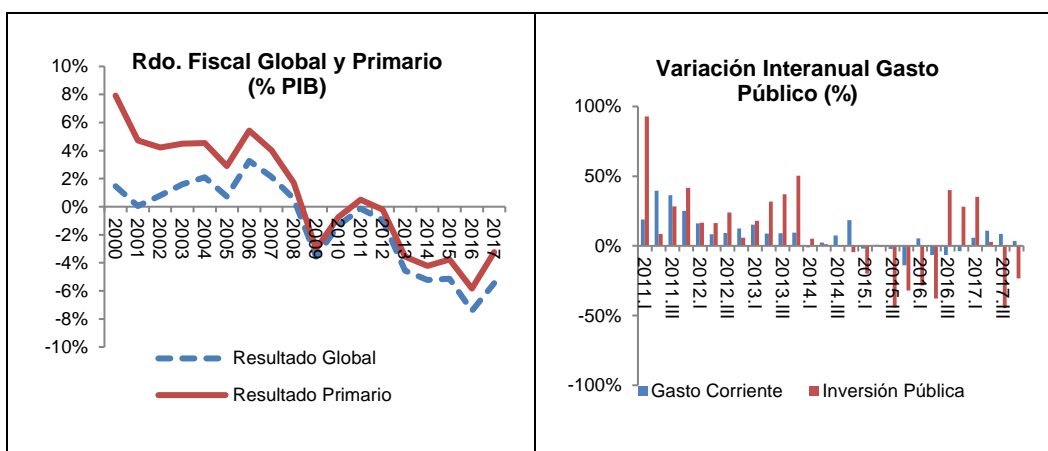 Rdo. Fiscal Global y Primario
(% PIB)
10%
8%
6%
4%
2%
0%
-2%
-4%
-6%
-8%
-10%
2000
2001
2002
2003
2004
2005
2006
2007
2008
2009
2010
2011
2012
2013
2014
2015
2016
2017
Resultado Global
Resultado Primario
Variación Interanual Gasto
Público (%)
100%
50%
0%
-50%
-100%
2011.I
2011.III
2012.I
2012.III
2013.I
2013.III
2014.I
2014.III
2015.I
2015.III
2016.I
2016.III
2017.I
2017.III
Gasto Corriente
Inversión Pública